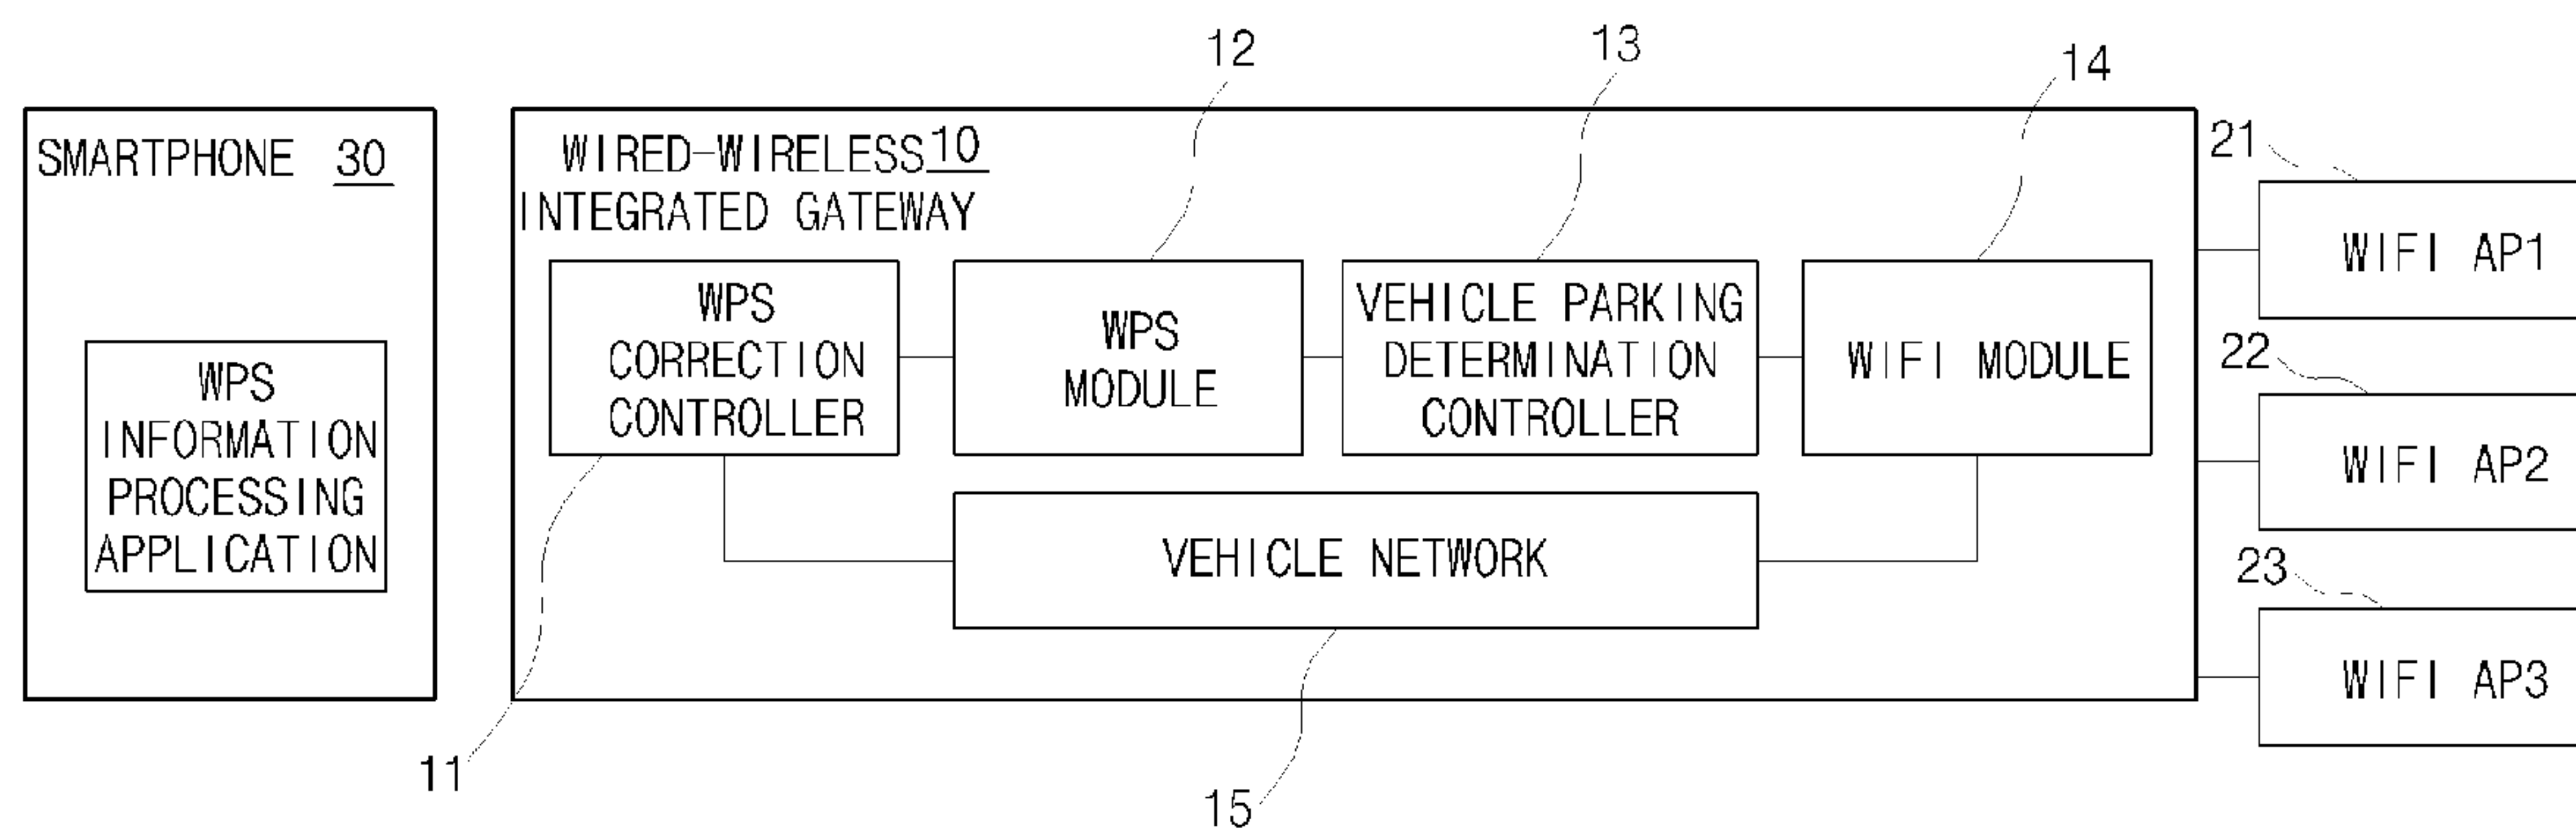 12
13
14
SMARTPHONE 30
WPS
INFORMATION
PROCESSING
APPLICATION
WIRED-WIRELESS 10
INTEGRATED GATEWAY
WPS
CORRECTION
CONTROLLER
WPS
MODULE
VEHICLE PARKING
DETERMINATION
CONTROLLER
WIFI MODULE
VEHICLE NETWORK
21
WIFI AP1
22
WIFI AP2
23
WIFI AP3
11
15